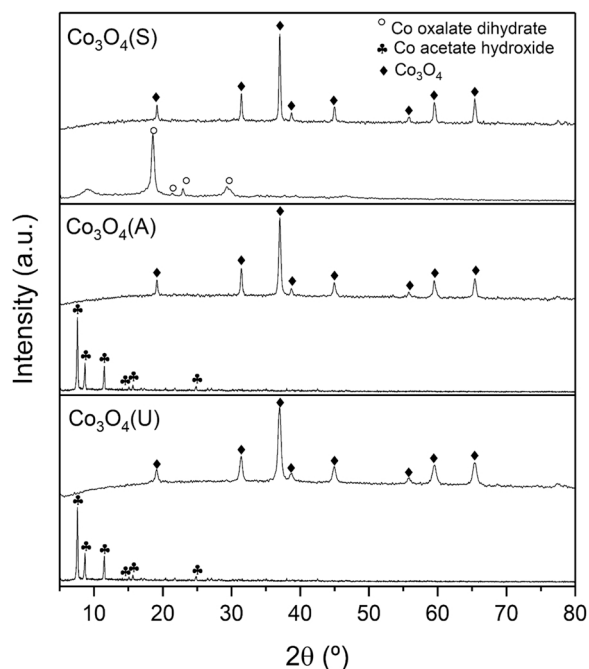 Co₃O₄(S)
Co oxalate dihydrate
Co acetate hydroxide
Co₃O₄
Co₃O₄(A)
Co₃O₄(U)
Intensity (a.u.)
10 20 30 40 50 60 70 80
2θ (º)